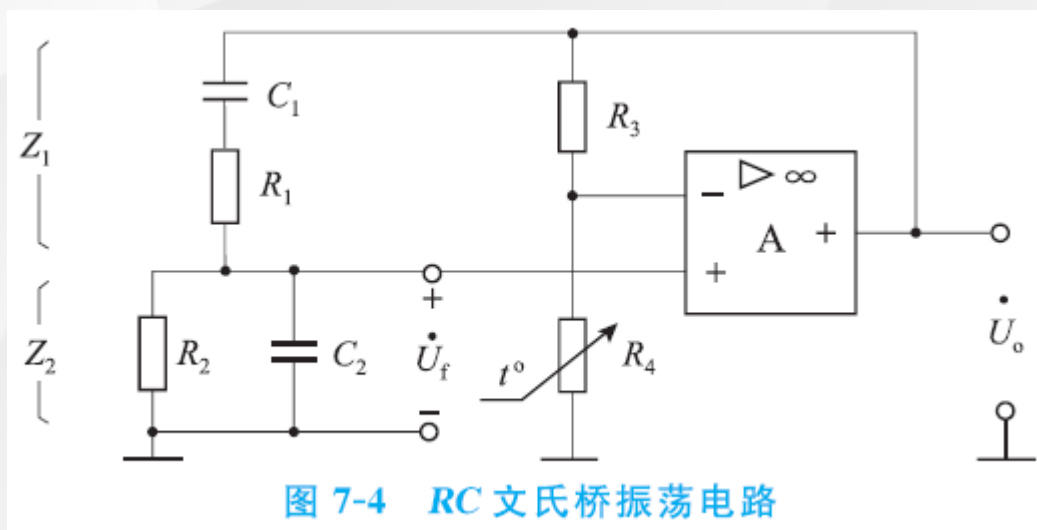 C₁
R₃
Z₁
R₁
▷ ∞
−
A +
+
+
Z₂
R₂
C₂
U̇f
t°
R₄
U̇o
−
图 7-4 RC 文氏桥振荡电路